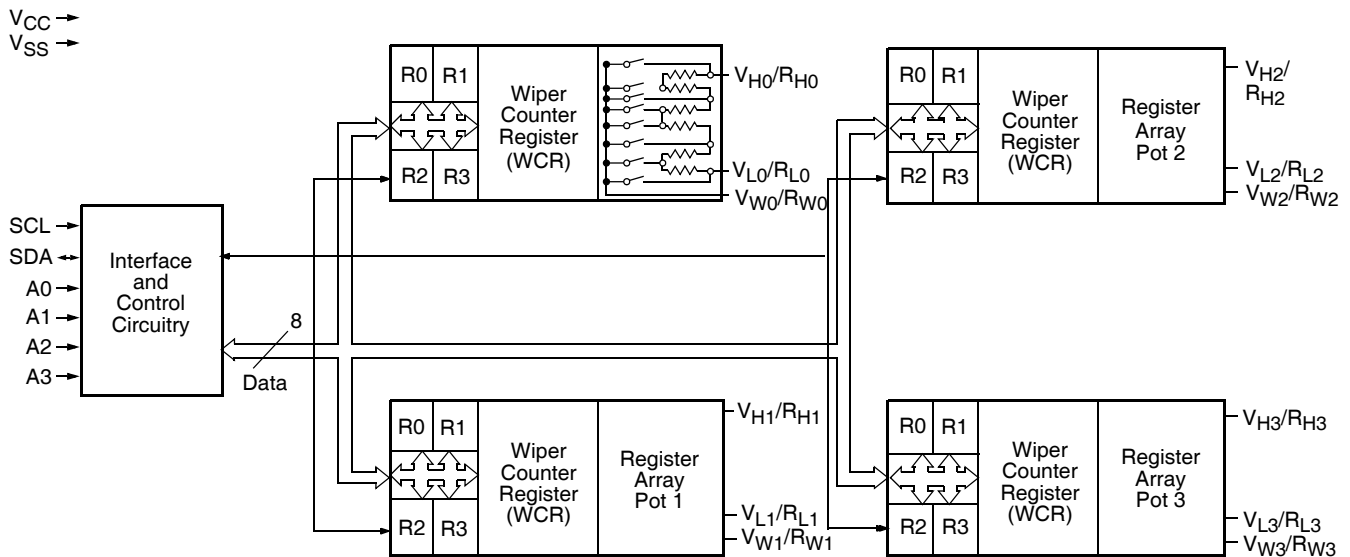 VCC
VSS
R0 R1
R2 R3
Wiper
Counter
Register
(WCR)
VH0/RH0
VL0/RL0
VW0/RW0
R0 R1
R2 R3
Wiper
Counter
Register
(WCR)
Register
Array
Pot 2
VH2/
RH2
VL2/RL2
VW2/RW2
SCL
SDA
A0
A1
A2
A3
Interface
and
Control
Circuitry
8
Data
R0 R1
R2 R3
Wiper
Counter
Register
(WCR)
Register
Array
Pot 1
VH1/RH1
VL1/RL1
VW1/RW1
R0 R1
R2 R3
Wiper
Counter
Register
(WCR)
Register
Array
Pot 3
VH3/RH3
VL3/RL3
VW3/RW3